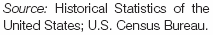 Source: Historical Statistics of the
United States; U.S. Census Bureau.